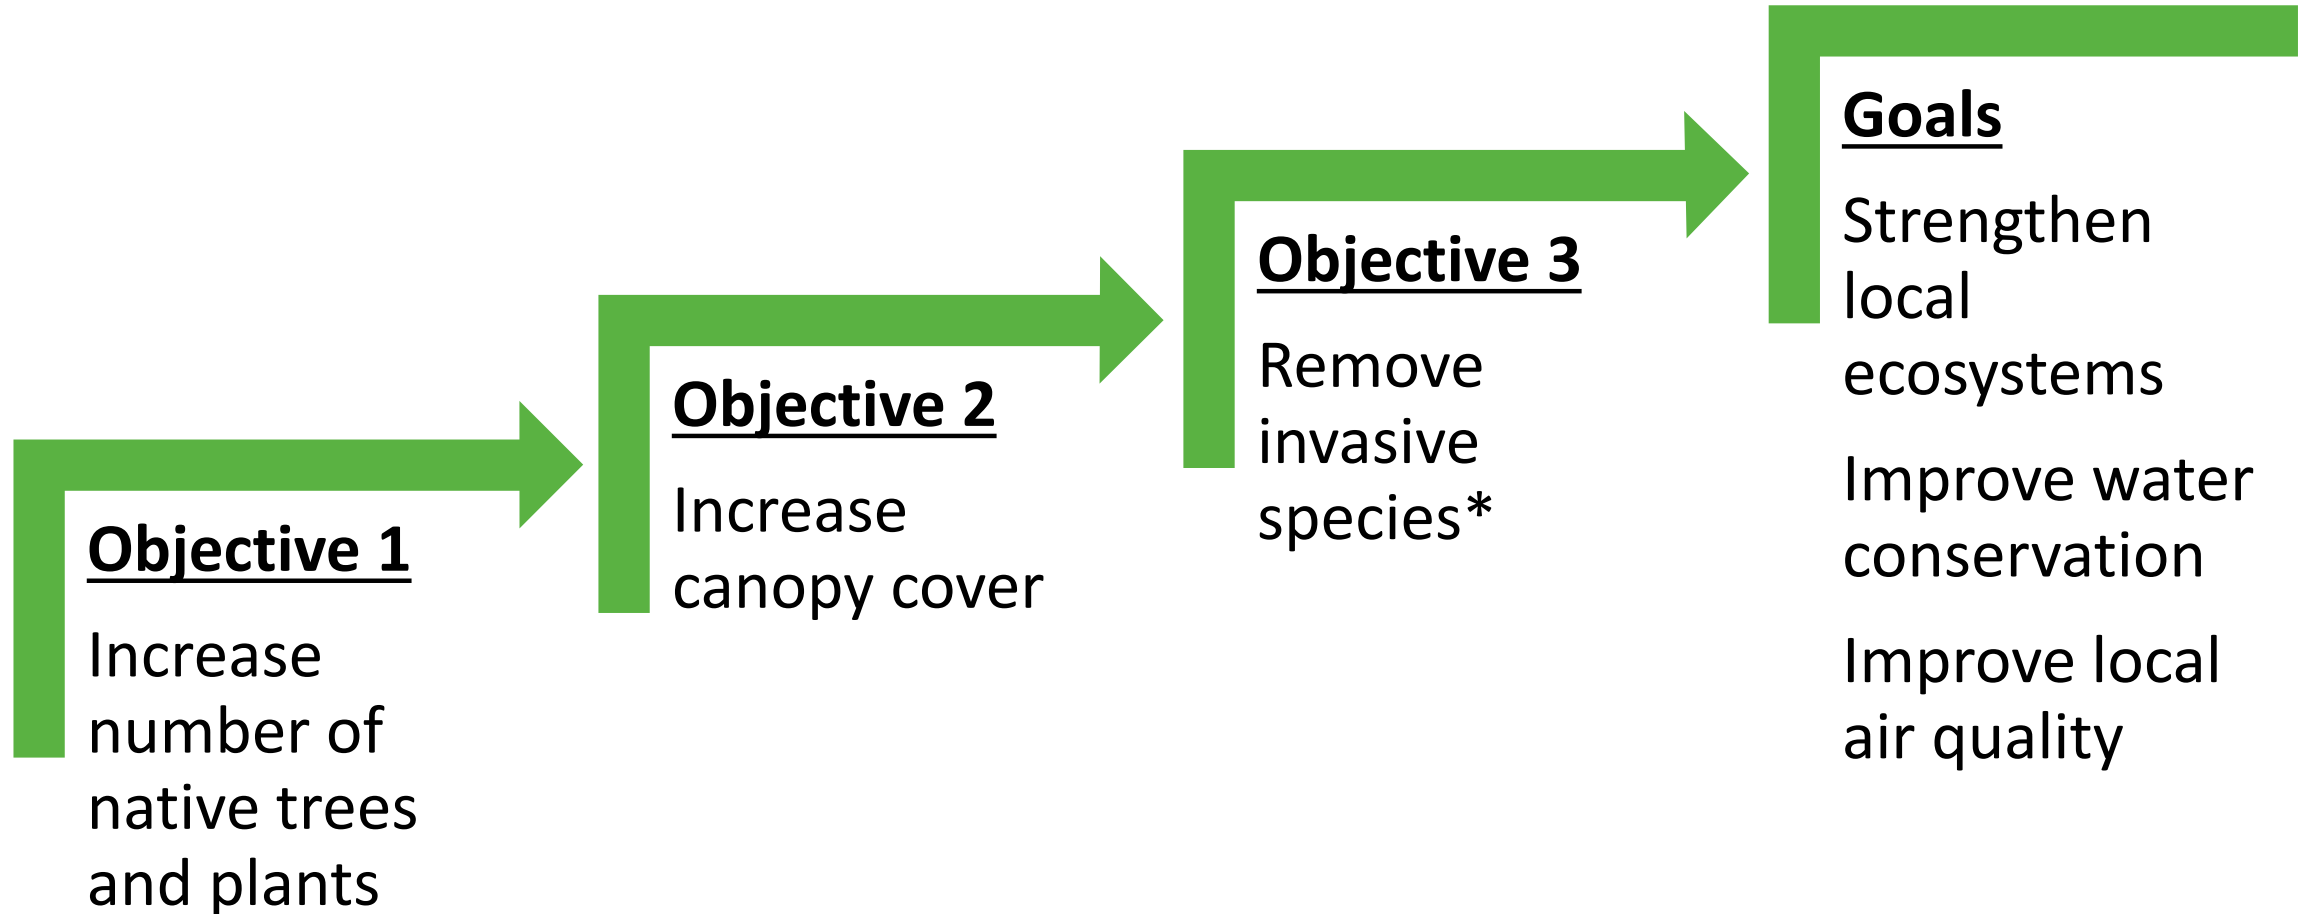 Objective 1
Increase
number of
native trees
and plants
Objective 2
Increase
canopy cover
Objective 3
Remove
invasive
species*
Goals
Strengthen
local
ecosystems
Improve water
conservation
Improve local
air quality